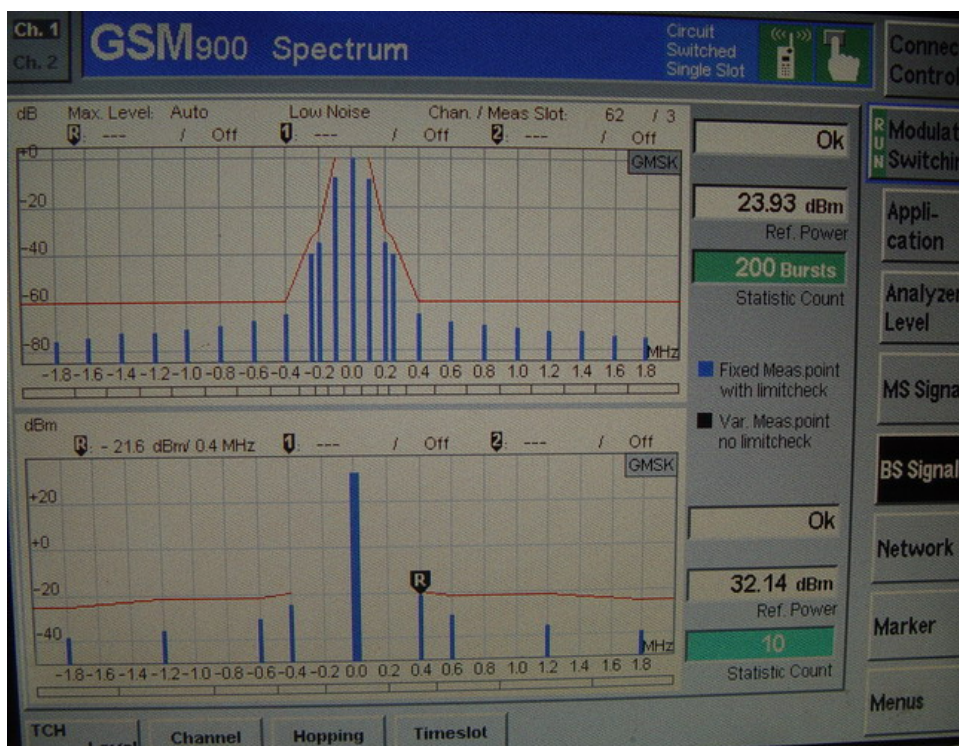 Ch. 1
Ch. 2
GSM900 Spectrum
Circuit
Switched
Single Slot
Connec
Control
dB Max. Level: Auto Low Noise Chan. / Meas Slot: 62 / 3
R: --- / Off 1: --- / Off 2: --- / Off
GMSK
+0
-20
-40
-60
-80
MHz
-1.8 -1.6 -1.4 -1.2 -1.0 -0.8 -0.6 -0.4 -0.2 0.0 0.2 0.4 0.6 0.8 1.0 1.2 1.4 1.6 1.8
Ok
23.93 dBm
Ref. Power
200 Bursts
Statistic Count
Fixed Meas.point
with limitcheck
Var. Meas.point
no limitcheck
dBm
R: - 21.6 dBm/ 0.4 MHz 1: --- / Off 2: --- / Off
GMSK
+20
+0
-20
-40
R
MHz
-1.8 -1.6 -1.4 -1.2 -1.0 -0.8 -0.6 -0.4 -0.2 0.0 0.2 0.4 0.6 0.8 1.0 1.2 1.4 1.6 1.8
Ok
32.14 dBm
Ref. Power
10
Statistic Count
RUN
Modulat
Switchin
Appli-
cation
Analyzer
Level
MS Signa
BS Signal
Network
Marker
Menus
TCH
Channel
Hopping
Timeslot